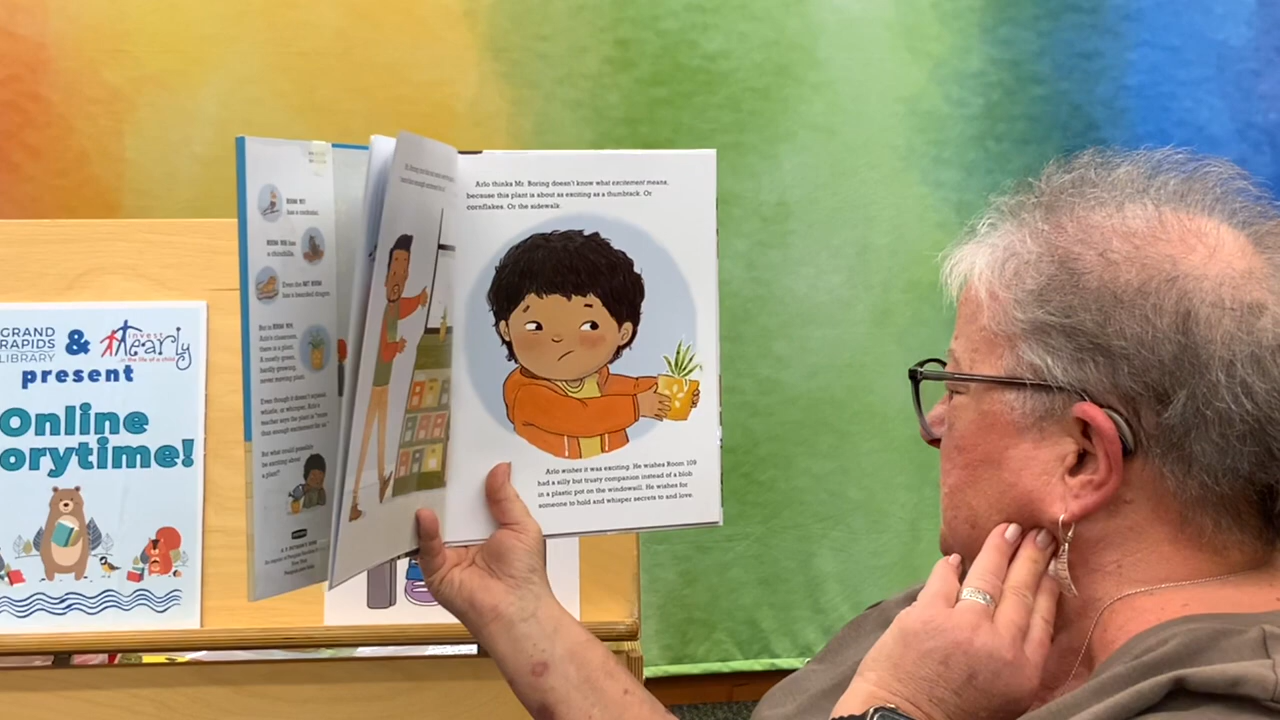 GRAND
RAPIDS
LIBRARY
&
invest
early
...in the life of a child
present
Online
orytime!
ROOM 107
has a cockatiel.
ROOM 108 has
a chinchilla.
Even the ART ROOM
has a bearded dragon.
But in ROOM 109,
Arlo's classroom,
there is a plant.
A mostly green,
hardly growing,
never moving plant.
Even though it doesn't squeak,
whistle, or whimper, Arlo's
teacer says the plant is "more
than enough excitement for us."
But what could possibly
be exciting about
a plant?
Arlo thinks Mr. Boring doesn't know what excitement means,
because this plant is about as exciting as a thumbtack. Or
cornflakes. Or the sidewalk.
Arlo wishes it was exciting. He wishes Room 109
had a silly but trusty companion instead of a blob
in a plastic pot on the windowsill. He wishes for
someone to hold and whisper secrets to and love.